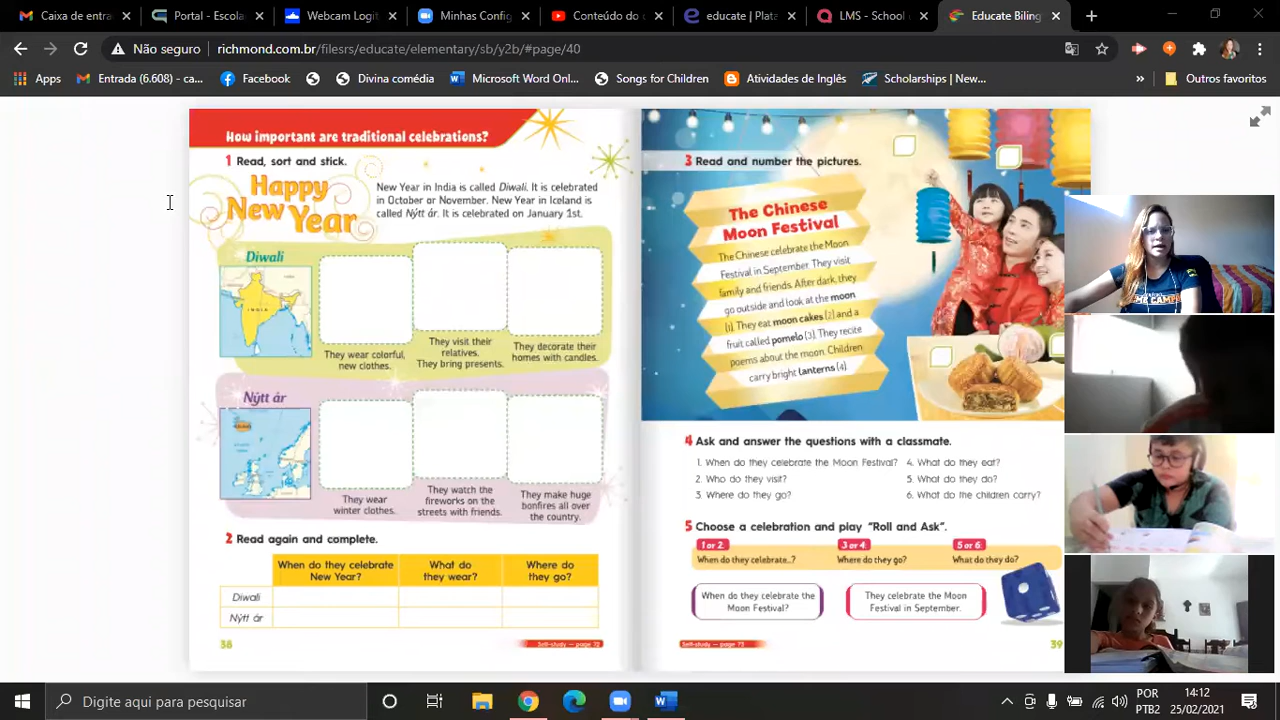 Caixa de entra
Portal - Escola
Webcam Logit
Minhas Config
Conteúdo do c
educate | Plata
LMS - School
Educate Biling
Não seguro
richmond.com.br/filesrs/educate/elementary/sb/y2b/#page/40
Apps
Entrada (6.608) - ca...
Facebook
Divina comédia
Microsoft Word Onl...
Songs for Children
Atividades de Inglês
Scholarships | New...
»
Outros favoritos
How important are traditional celebrations?
1 Read, sort and stick.
Happy
New Year
New Year in India is called Diwali. It is celebrated
in October or November. New Year in Iceland is
called Nýtt ár. It is celebrated on January 1st.
Diwali
INDIA
They wear colorful,
new clothes.
They visit their
relatives.
They bring presents.
They decorate their
homes with candles.
Nýtt ár
They wear
winter clothes.
They watch the
fireworks on the
streets with friends.
They make huge
bonfires all over
the country.
2 Read again and complete.
When do they celebrate
New Year?
What do
they wear?
Where do
they go?
Diwali
Nýtt ár
38
Self-study — page 72
3 Read and number the pictures.
The Chinese
Moon Festival
The Chinese celebrate the Moon
Festival in September. They visit
family and friends. After dark, they
go outside and look at the moon
(1). They eat moon cakes (2) and a
fruit called pomelo (3). They recite
poems about the moon. Children
carry bright lanterns (4)
4 Ask and answer the questions with a classmate.
1. When do they celebrate the Moon Festival?
2. Who do they visit?
3. Where do they go?
4. What do they eat?
5. What do they do?
6. What do the children carry?
5 Choose a celebration and play “Roll and Ask”.
1 or 2:
When do they celebrate...?
3 or 4:
Where do they go?
5 or 6:
What do they do?
When do they celebrate the
Moon Festival?
They celebrate the Moon
Festival in September.
Self-study — page 73
39
Digite aqui para pesquisar
POR
PTB2
14:12
25/02/2021